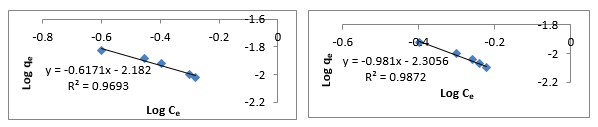 -1.6
-0.8
-0.6
-0.4
-0.2
0
-1.8
-2
-2.2
Log qe
y = -0.6171x - 2.182
R² = 0.9693
Log Ce
-1.6
-0.6
-0.4
-0.2
0
-1.8
-2
-2.2
Log qe
y = -0.981x - 2.3056
R² = 0.9872
Log Ce